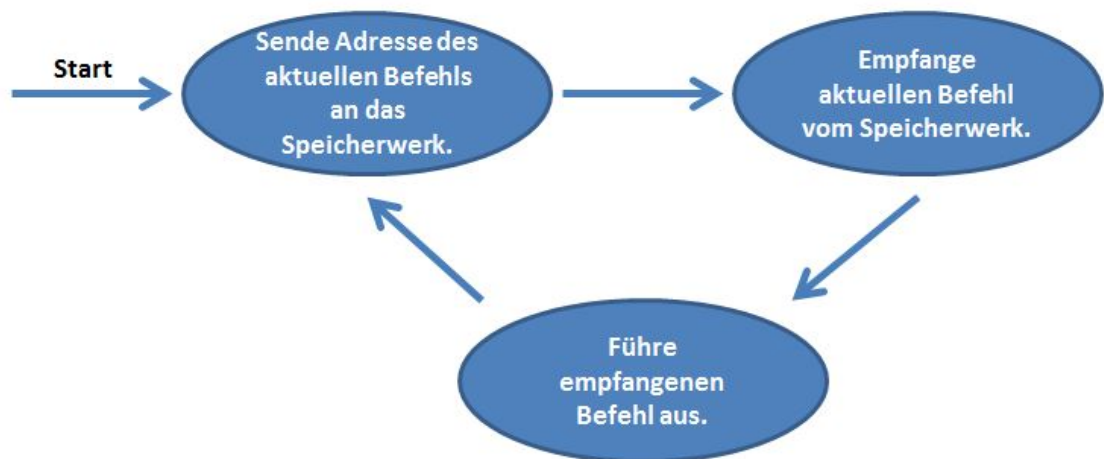 Start
Sende Adresse des
aktuellen Befehls
an das
Speicherwerk.
Empfange
aktuellen Befehl
vom Speicherwerk.
Führe
empfangenen
Befehl aus.